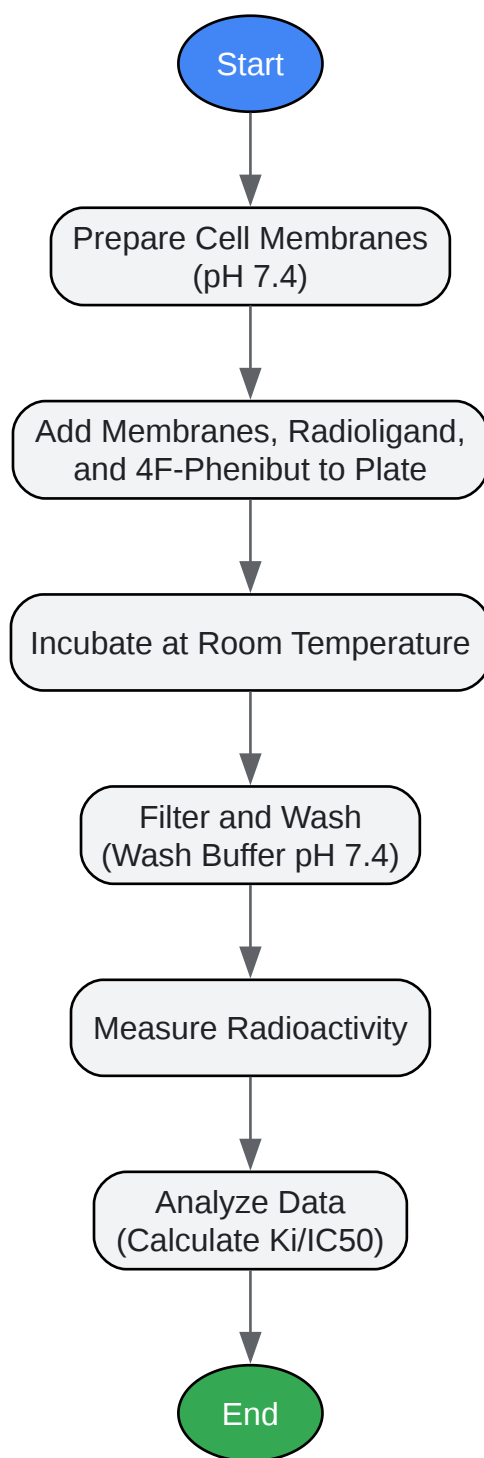 Start
Prepare Cell Membranes
(pH 7.4)
Add Membranes, Radioligand,
and 4F-Phenibut to Plate
Incubate at Room Temperature
Filter and Wash
(Wash Buffer pH 7.4)
Measure Radioactivity
Analyze Data
(Calculate Ki/IC50)
End